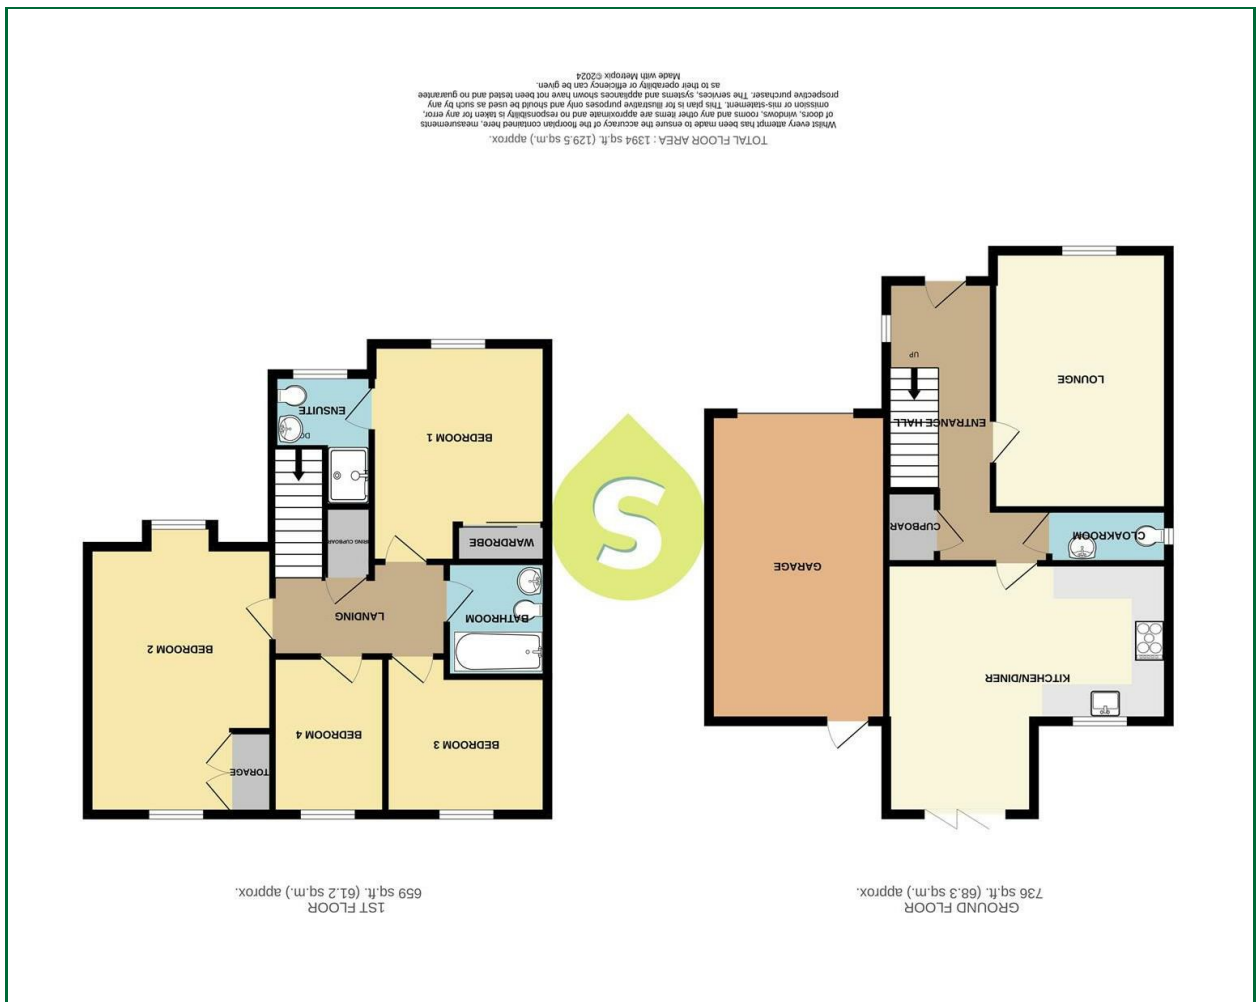 GROUND FLOOR
736 sq.ft. (68.3 sq.m.) approx.
1ST FLOOR
659 sq.ft. (61.2 sq.m.) approx.
KITCHEN/DINER
CLOAKROOM
CUPBOAR
ENTRANCE HALL
UP
LOUNGE
GARAGE
S
BEDROOM 3
BEDROOM 4
TORAGE
BEDROOM 2
BATHROOM
LANDING
WARDROBE
RING CUPBOAR
BEDROOM 1
ENSUITE
TOTAL FLOOR AREA : 1394 sq.ft. (129.5 sq.m.) approx.
Whilst every attempt has been made to ensure the accuracy of the floorplan contained here, measurements
of doors, windows, rooms and any other items are approximate and no responsibility is taken for any error,
omission or mis-statement. This plan is for illustrative purposes only and should be used as such by any
prospective purchaser. The services, systems and appliances shown have not been tested and no guarantee
as to their operability or efficiency can be given.
Made with Metropix ©2024